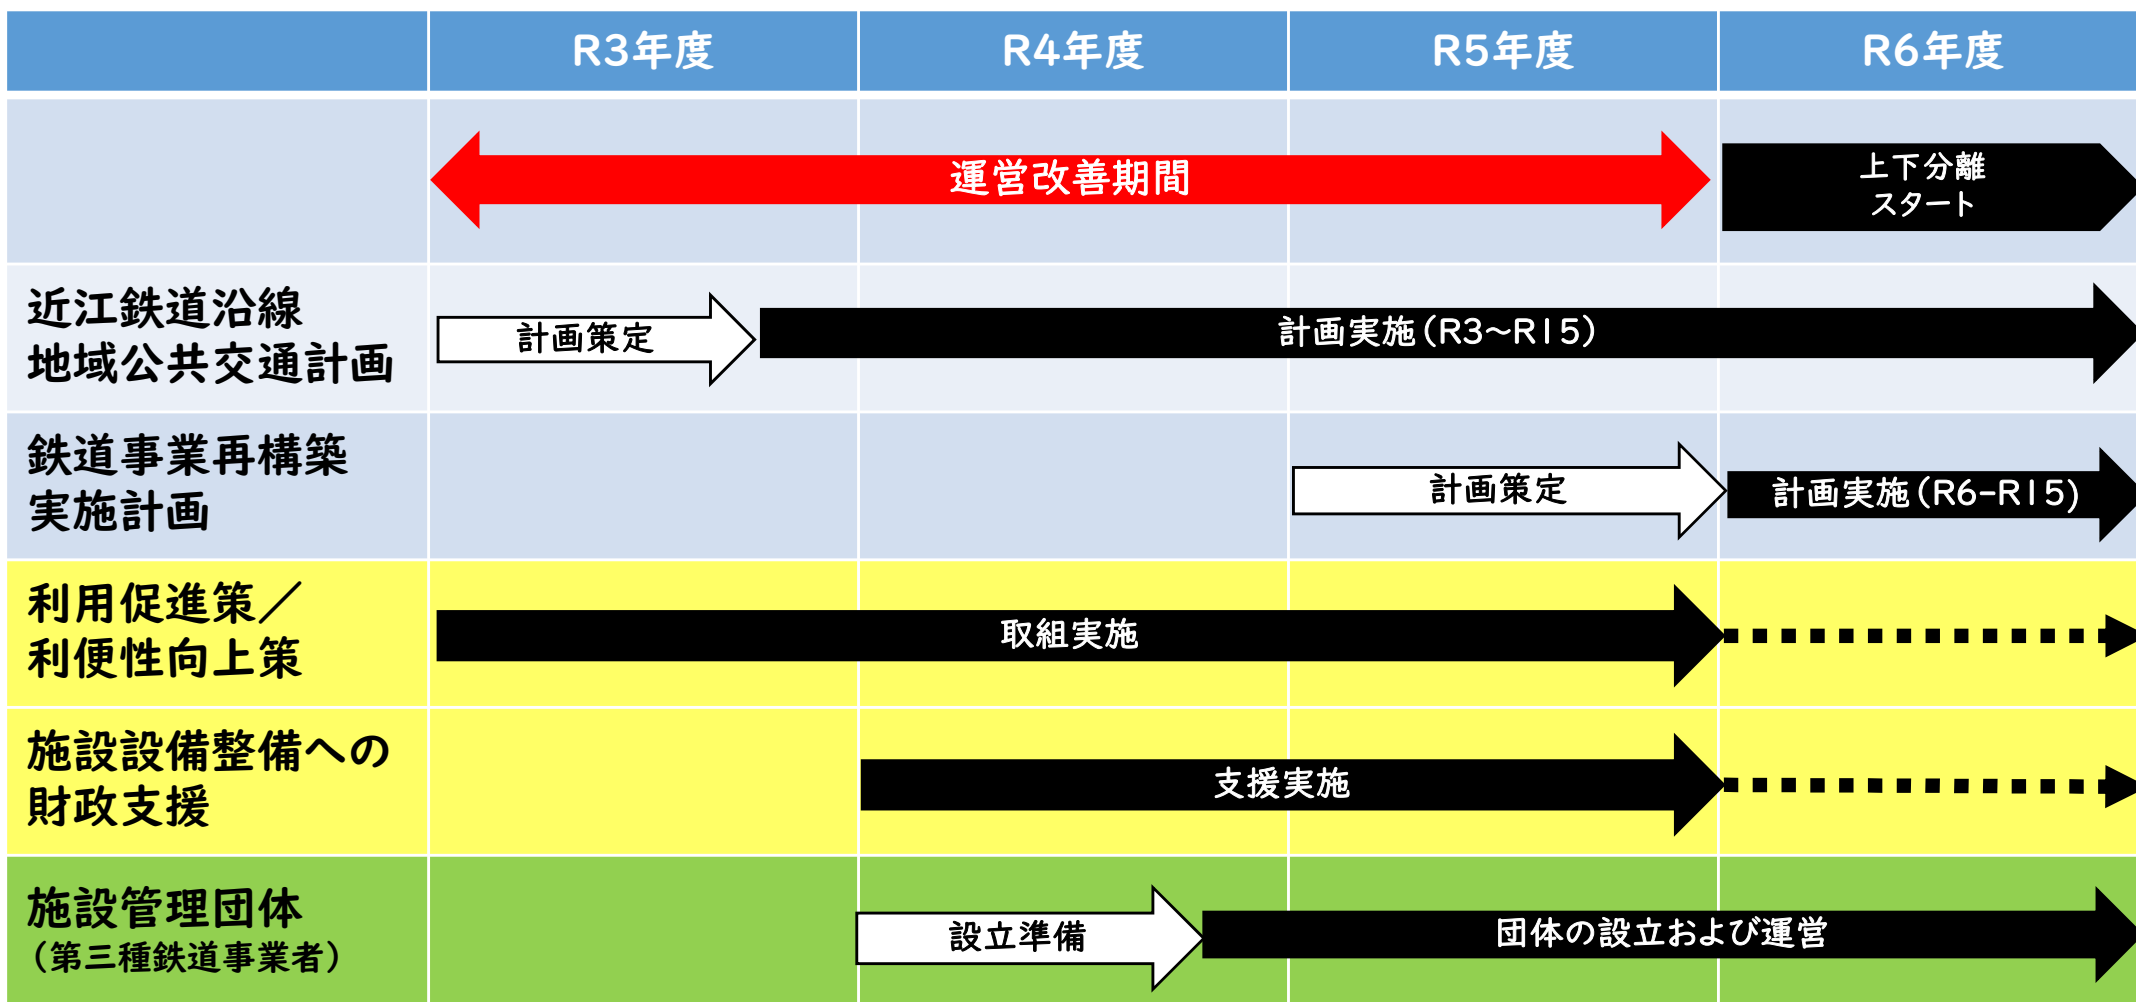 R3年度
R4年度
R5年度
R6年度
運営改善期間
上下分離
スタート
近江鉄道沿線
地域公共交通計画
計画策定
計画実施（R3～R15）
鉄道事業再構築
実施計画
計画策定
計画実施（R6-R15）
利用促進策／
利便性向上策
取組実施
施設設備整備への
財政支援
支援実施
施設管理団体
（第三種鉄道事業者）
設立準備
団体の設立および運営